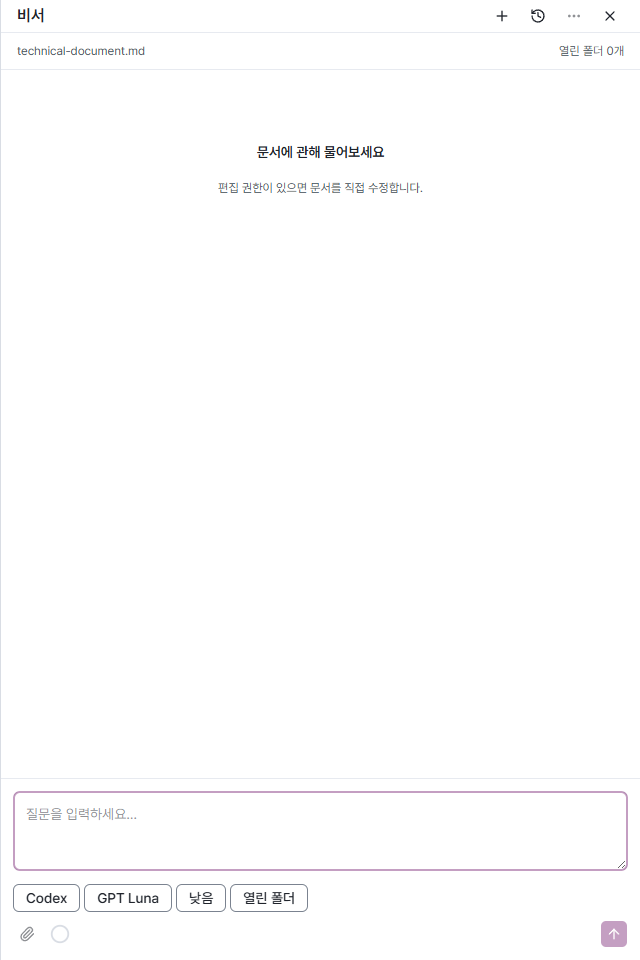 비서
technical-document.md 열린 폴더 0개
문서에 관해 물어보세요
편집 권한이 있으면 문서를 직접 수정합니다.
질문을 입력하세요...
Codex GPT Luna 낮음 열린 폴더